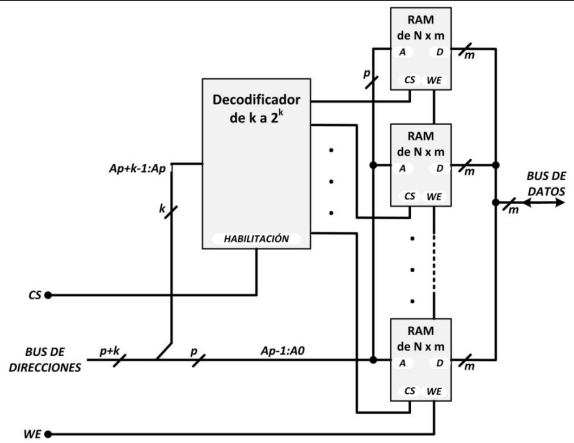 RAM
de N x m
A D
CS WE
m
p
Decodificador
de k a 2^k
HABILITACIÓN
Ap+k-1:Ap
k
RAM
de N x m
A D
CS WE
m
BUS DE
DATOS
m
CS
BUS DE
DIRECCIONES
p+k
p
Ap-1:A0
RAM
de N x m
A D
CS WE
m
WE